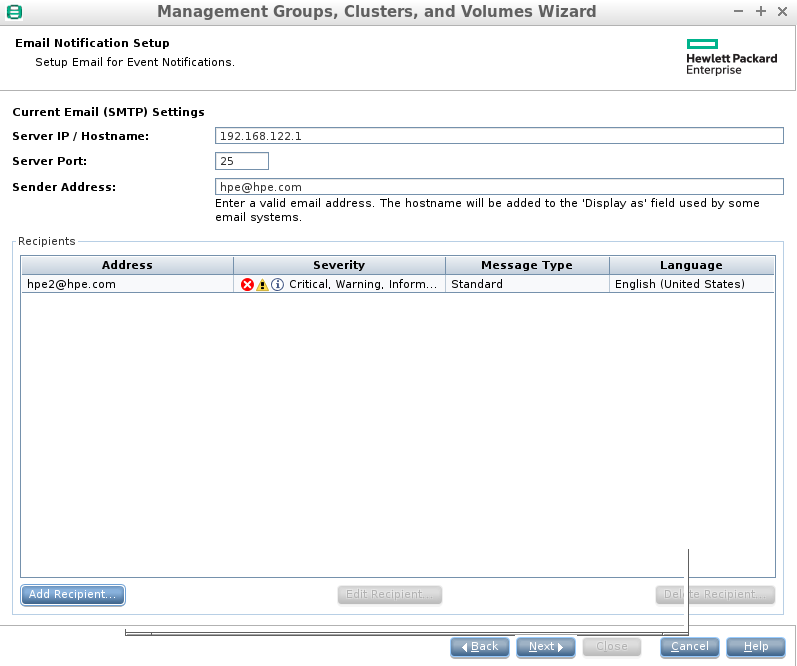 Management Groups, Clusters, and Volumes Wizard
Email Notification Setup
Setup Email for Event Notifications.
Hewlett Packard
Enterprise
Current Email (SMTP) Settings
Server IP / Hostname:
192.168.122.1
Server Port:
25
Sender Address:
hpe@hpe.com
Enter a valid email address. The hostname will be added to the 'Display as' field used by some
email systems.
Recipients
Address Severity Message Type Language
hpe2@hpe.com Critical, Warning, Inform... Standard English (United States)
Add Recipient... Edit Recipient... Delete Recipient...
Back Next Close Cancel Help